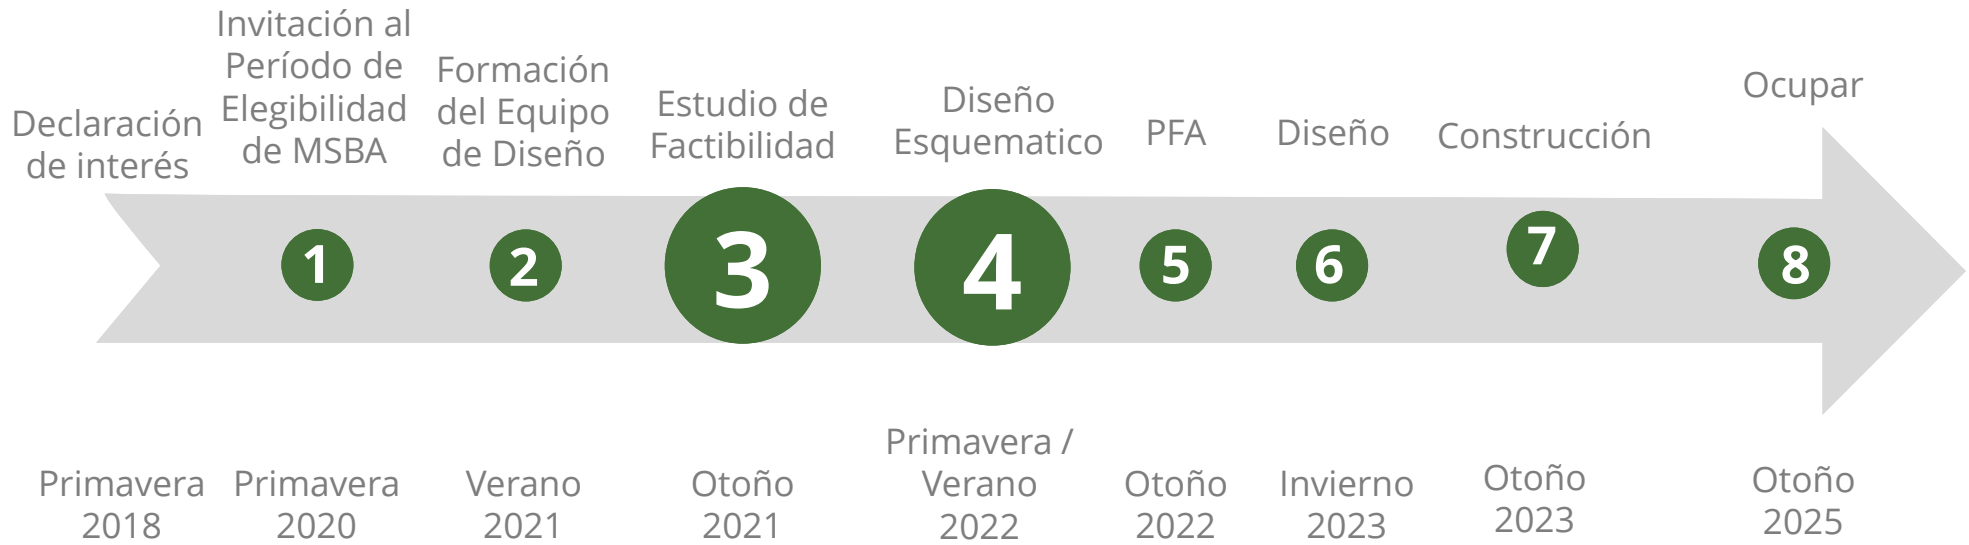 Declaración
de interés
Invitación al
Período de
Elegibilidad
de MSBA
Formación
del Equipo
de Diseño
Estudio de
Factibilidad
Diseño
Esquematico
PFA
Diseño
Construcción
Ocupar
1
2
3
4
5
6
7
8
Primavera
2018
Primavera
2020
Verano
2021
Otoño
2021
Primavera /
Verano
2022
Otoño
2022
Invierno
2023
Otoño
2023
Otoño
2025